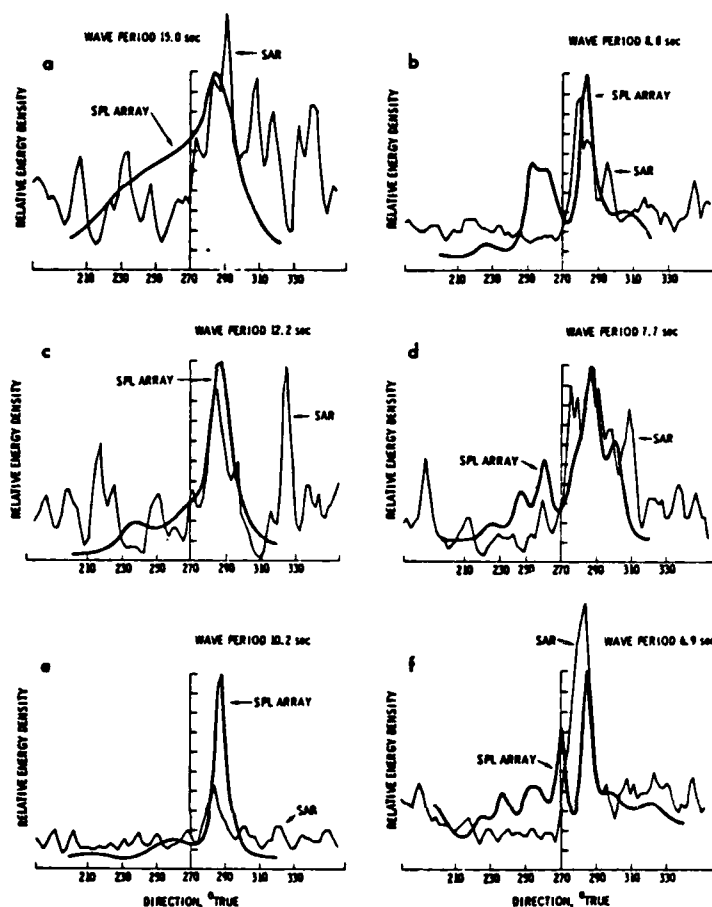 a
WAVE PERIOD 15.0 sec
SAR
SPL ARRAY
RELATIVE ENERGY DENSITY
210 230 250 270 290 310 330
b
WAVE PERIOD 8.8 sec
SPL ARRAY
SAR
RELATIVE ENERGY DENSITY
210 230 250 270 290 310 330
c
WAVE PERIOD 12.2 sec
SPL ARRAY
SAR
RELATIVE ENERGY DENSITY
210 230 250 270 290 310 330
d
WAVE PERIOD 7.7 sec
SPL ARRAY
SAR
RELATIVE ENERGY DENSITY
210 230 250 270 290 310 330
e
WAVE PERIOD 10.2 sec
SPL ARRAY
SAR
RELATIVE ENERGY DENSITY
210 230 250 270 290 310 330
DIRECTION, °TRUE
f
SAR
WAVE PERIOD 6.9 sec
SPL ARRAY
RELATIVE ENERGY DENSITY
210 230 250 270 290 310 330
DIRECTION, °TRUE